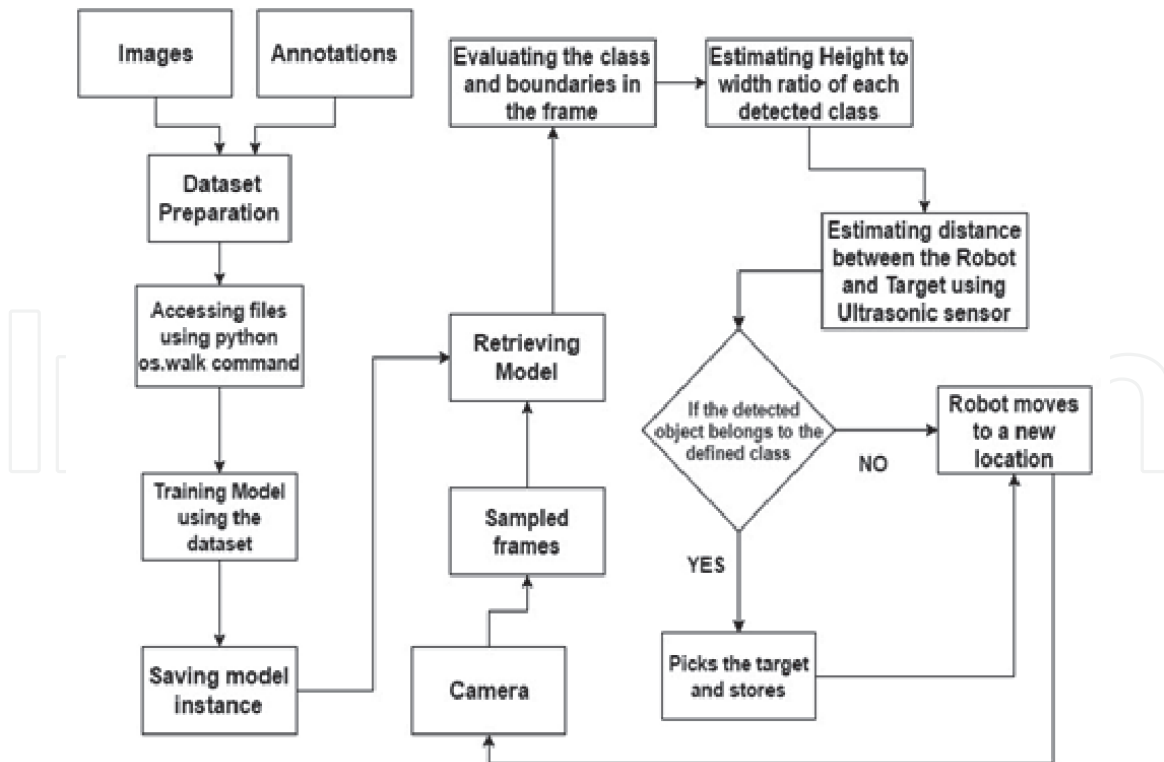 Images
Annotations
Dataset
Preparation
Accessing files
using python
os.walk command
Training Model
using the
dataset
Saving model
instance
Evaluating the class
and boundaries in
the frame
Retrieving
Model
Sampled
frames
Camera
Estimating Height to
width ratio of each
detected class
Estimating distance
between the Robot
and Target using
Ultrasonic sensor
If the detected
object belongs to the
defined class
NO
YES
Robot moves
to a new
location
Picks the target
and stores